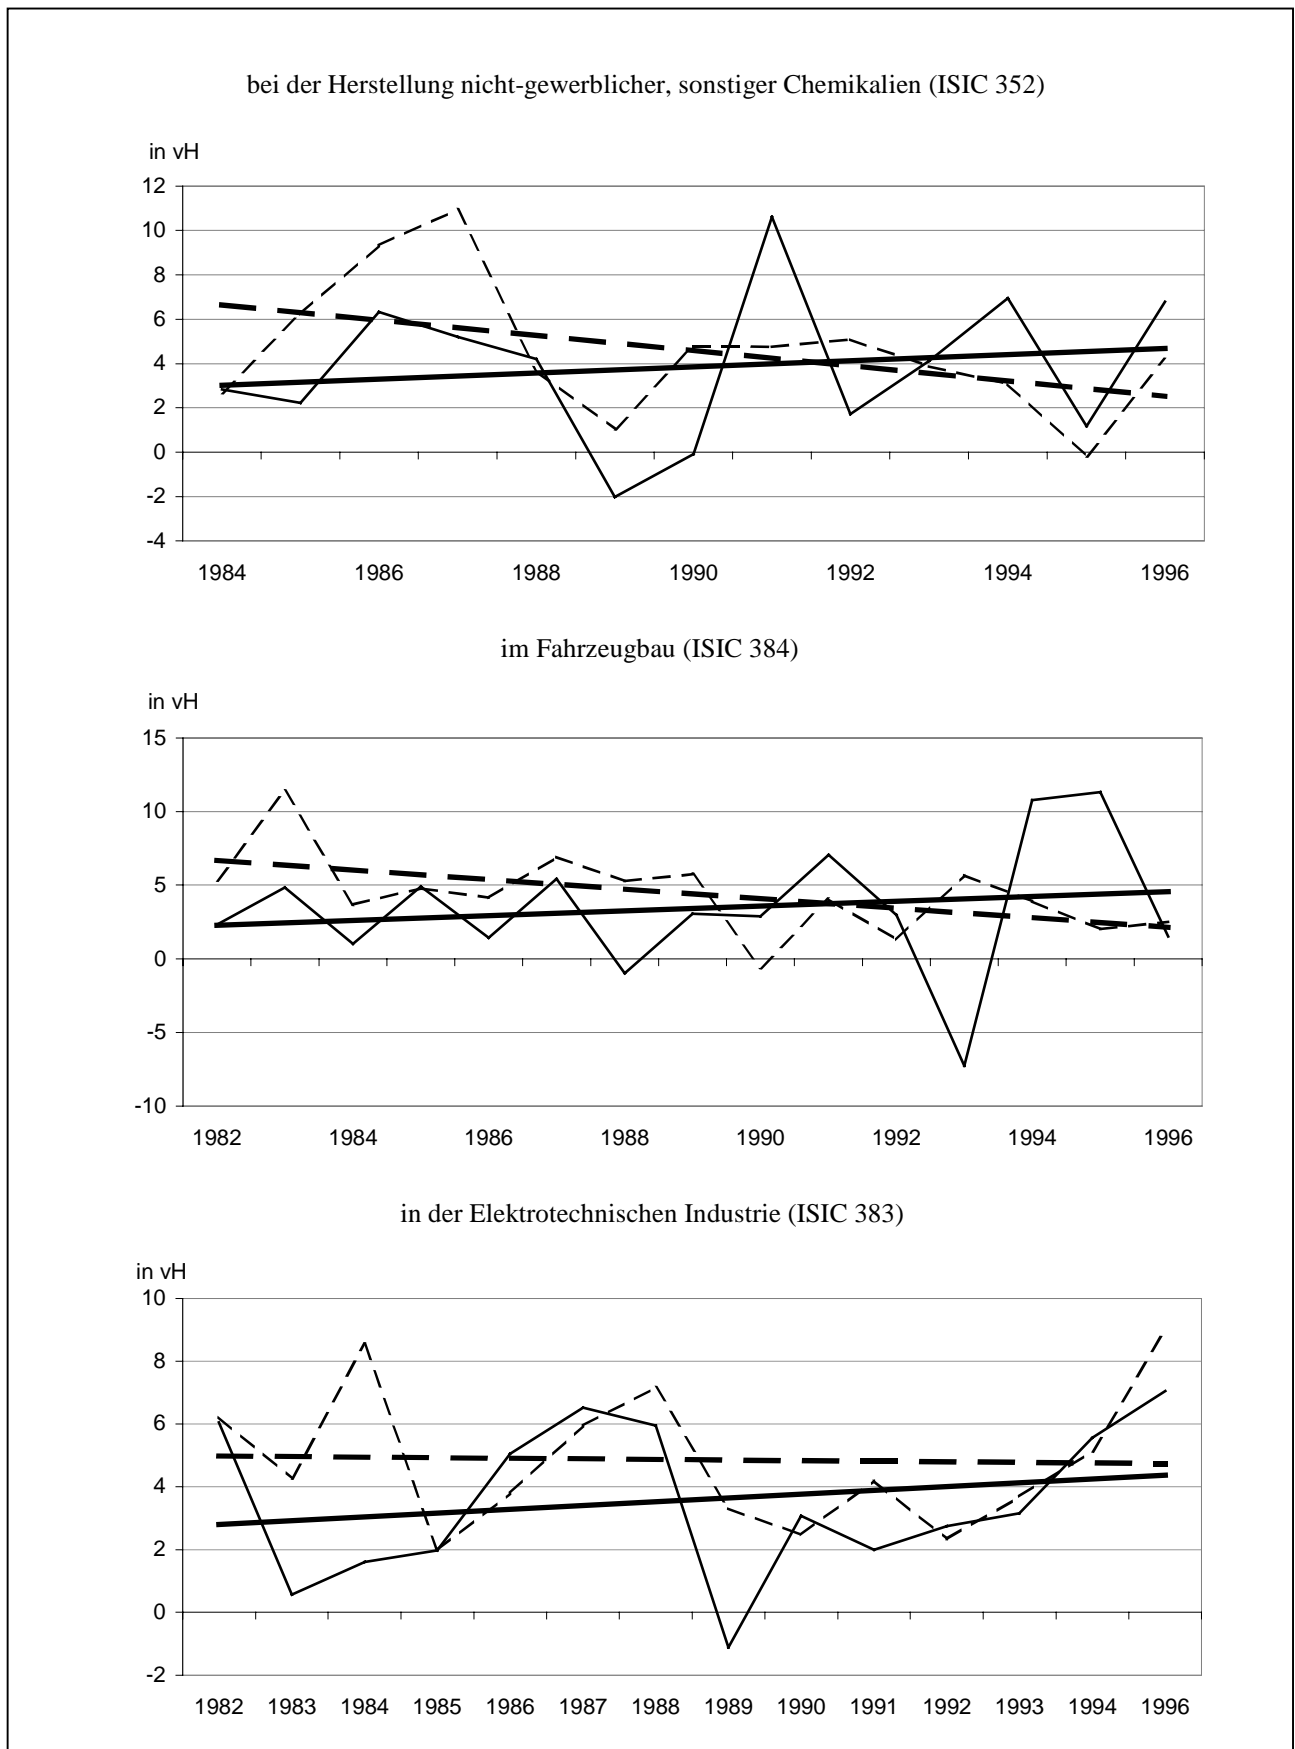 bei der Herstellung nicht-gewerblicher, sonstiger Chemikalien (ISIC 352)
in vH
12
10
8
6
4
2
0
-2
-4
1984 1986 1988 1990 1992 1994 1996
im Fahrzeugbau (ISIC 384)
in vH
15
10
5
0
-5
-10
1982 1984 1986 1988 1990 1992 1994 1996
in der Elektrotechnischen Industrie (ISIC 383)
in vH
10
8
6
4
2
0
-2
1982 1983 1984 1985 1986 1987 1988 1989 1990 1991 1992 1993 1994 1996